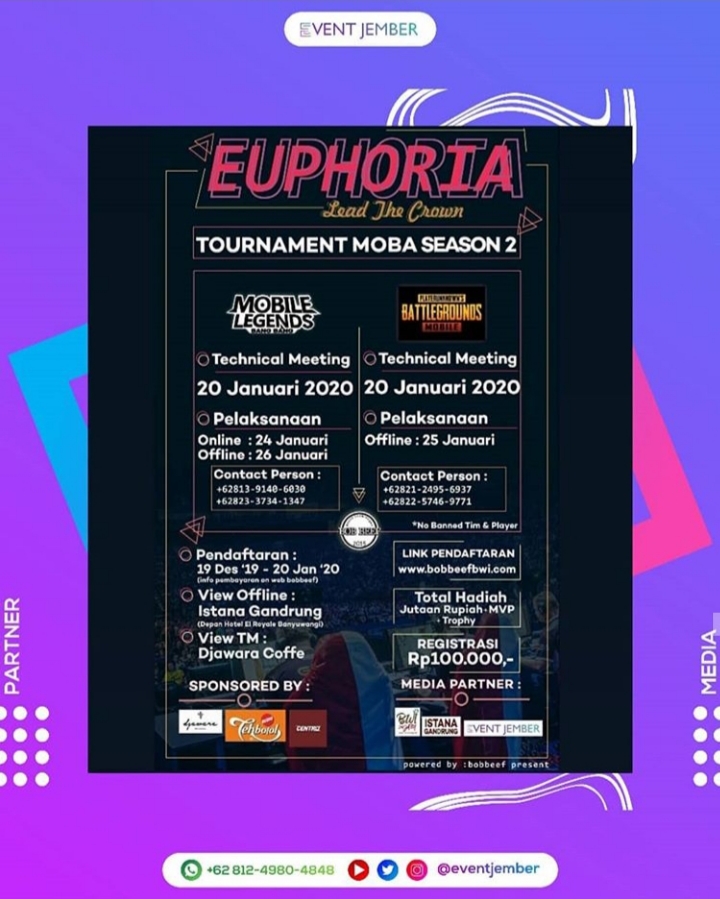 EVENT JEMBER
EUPHORIA
Lead The Crown
TOURNAMENT MOBA SEASON 2
MOBILE
LEGENDS
BANG BANG
PLAYERUNKNOWN'S
BATTLEGROUNDS
MOBILE
Technical Meeting
20 Januari 2020
Pelaksanaan
Online : 24 Januari
Offline : 26 Januari
Contact Person :
+62813-9140-6030
+62823-3734-1347
Technical Meeting
20 Januari 2020
Pelaksanaan
Offline : 25 Januari
Contact Person :
+62821-2495-6937
+62822-5746-9771
*No Banned Tim & Player
BOB BEEF
Pendaftaran :
19 Des '19 - 20 Jan '20
(info pembayaran on web bobbeef)
View Offline :
Istana Gandrung
(Depan Hotel El Royale Banyuwangi)
View TM :
Djawara Coffe
LINK PENDAFTARAN
www.bobbeefbwi.com
Total Hadiah
Jutaan Rupiah+MVP
+Trophy
REGISTRASI
Rp100.000,-
SPONSORED BY :
djawara
Tehbotol
MEDIA PARTNER :
ISTANA
GANDRUNG
EVENT JEMBER
powered by :bobbeef present
PARTNER
MEDIA
+62 812-4980-4848
@eventjember